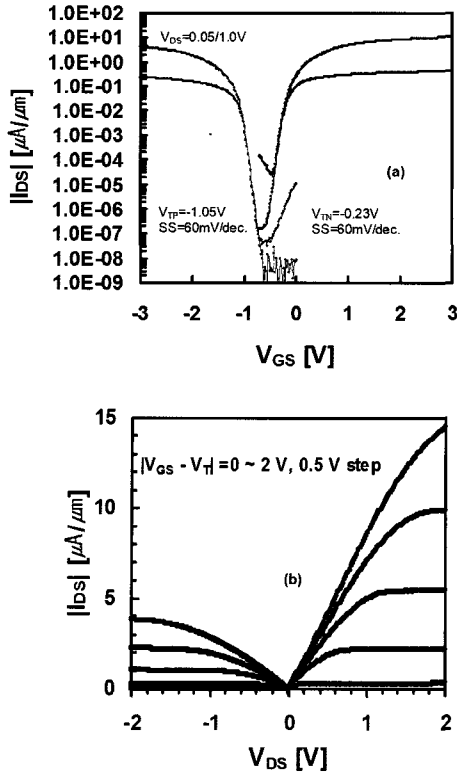 1.0E+02
1.0E+01
1.0E+00
1.0E-01
1.0E-02
1.0E-03
1.0E-04
1.0E-05
1.0E-06
1.0E-07
1.0E-08
1.0E-09
|IDS| [μA/μm]
VDS=0.05/1.0V
(a)
VTP=-1.05V
SS=60mV/dec.
VTN=-0.23V
SS=60mV/dec.
-3 -2 -1 0 1 2 3
VGS [V]
15
10
5
0
|IDS| [μA/μm]
|VGS - VT| =0 ~ 2 V, 0.5 V step
(b)
-2 -1 0 1 2
VDS [V]